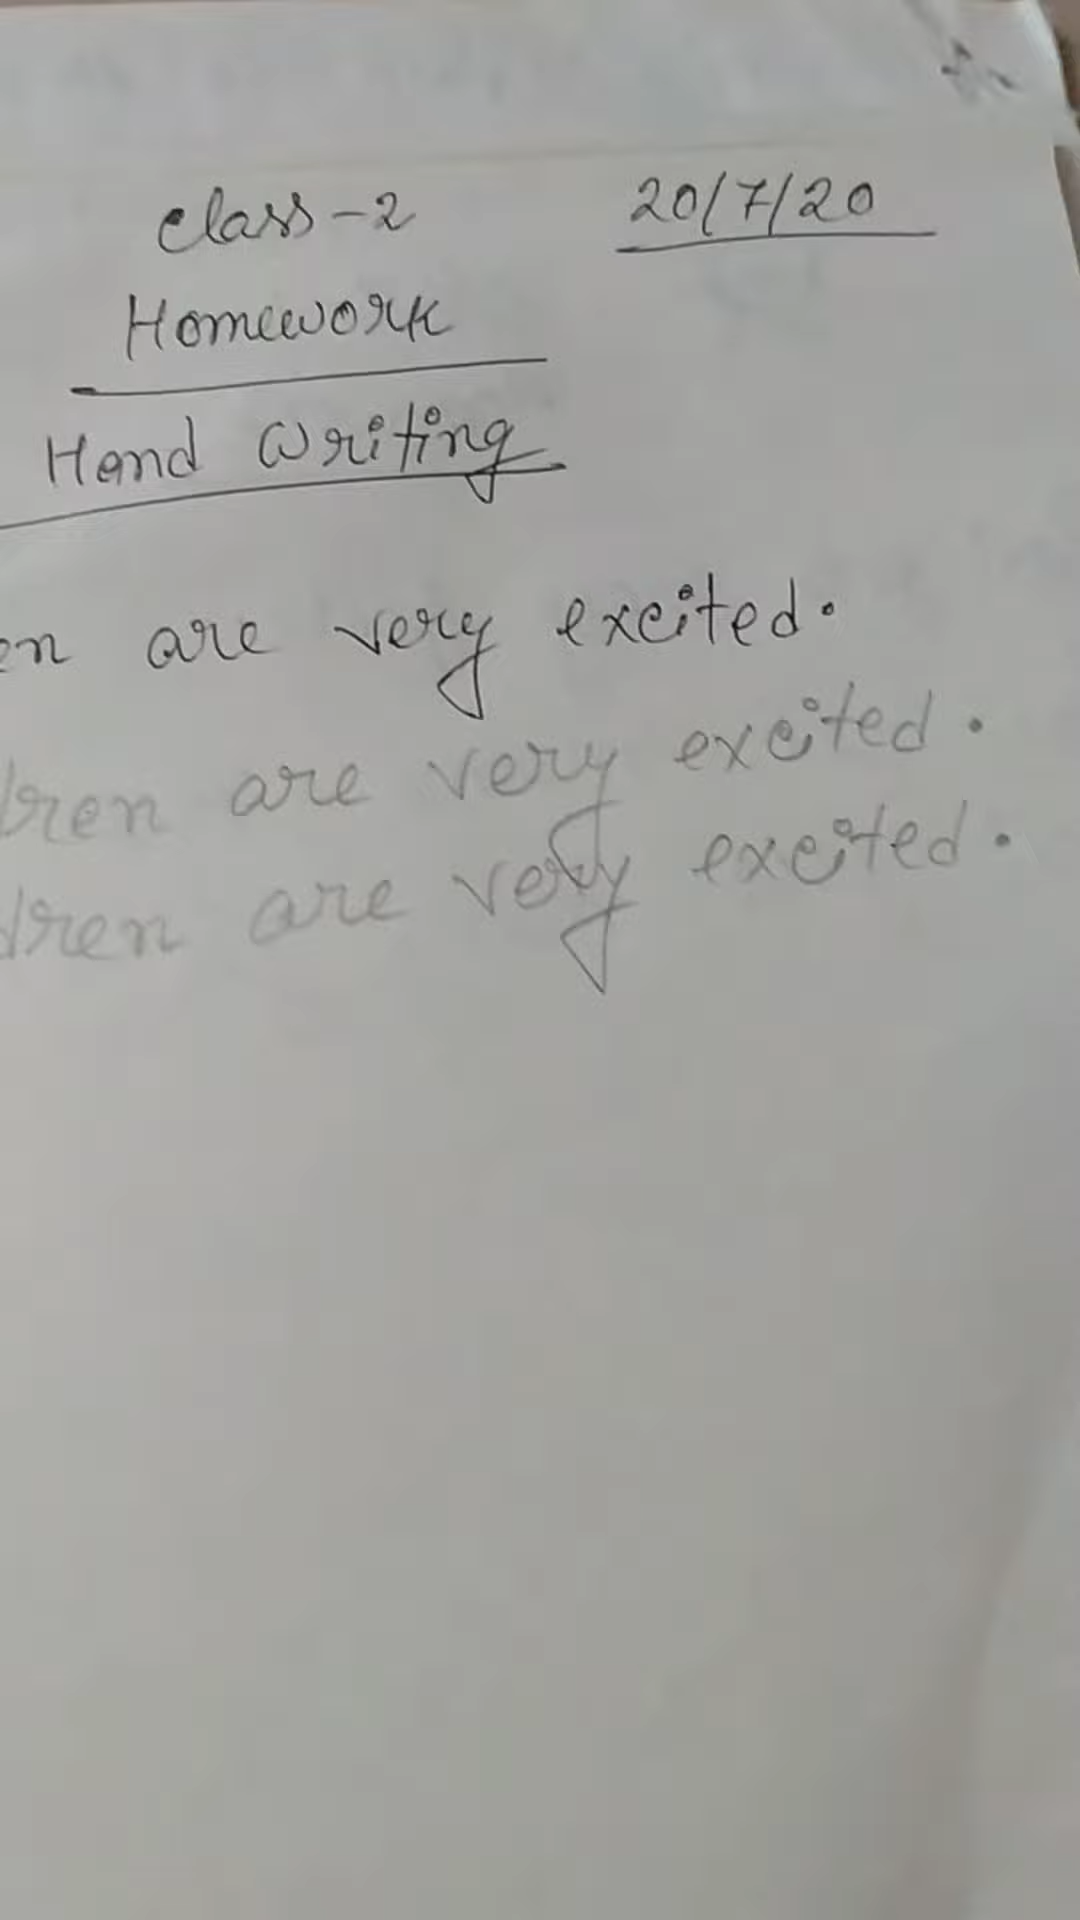 class-2 20/7/20
Homework
Hand Writing
en are very excited.
dren are very excited.
dren are very excited.